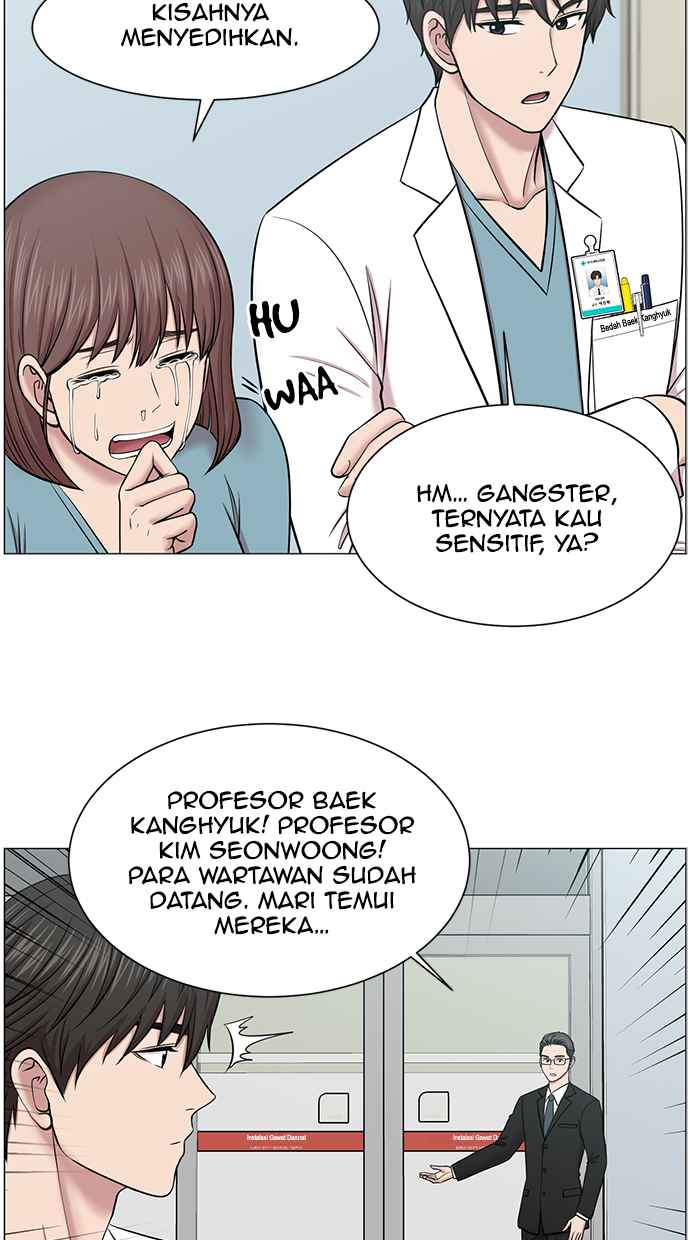 KISAHNYA
MENYEDIHKAN.
HU
WAA
Bedah Baek Kanghyuk
HM... GANGSTER,
TERNYATA KAU
SENSITIF, YA?
PROFESOR BAEK
KANGHYUK! PROFESOR
KIM SEONWOONG!
PARA WARTAWAN SUDAH
DATANG. MARI TEMUI
MEREKA...
Instalasi Gawat Darurat
Instalasi Gawat Darurat